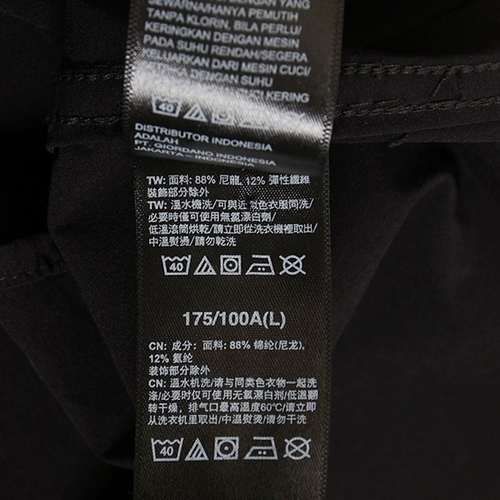 SEWARNA/HANYA PEMUTIH
TANPA KLORIN, BILA PERLU/
KERINGKAN DENGAN MESIN
PADA SUHU RENDAH/SEGERA
KELUARKAN DARI MESIN CUCI/
DENGAN SUHU
KERING
40
DISTRIBUTOR INDONESIA
ADALAH
PT. GIORDANO INDONESIA
JAKARTA – INDONESIA
TW: 面料: 88% 尼龍, 12% 彈性纖維
裝飾部分除外
TW: 溫水機洗/可與近似色衣服同洗/
必要時僅可使用無氯漂白劑/
低溫滾筒烘乾/請立即從洗衣機裡取出/
中溫熨燙/請勿乾洗
40
175/100A(L)
CN: 成分: 面料: 88% 锦纶(尼龙),
12% 氨纶
装饰部分除外
CN: 温水机洗/请与同类色衣物一起洗
涤/必要时仅可使用无氯漂白剂/低温翻
转干燥，排气口最高温度60℃/请立即
从洗衣机里取出/中温熨烫/请勿干洗
40